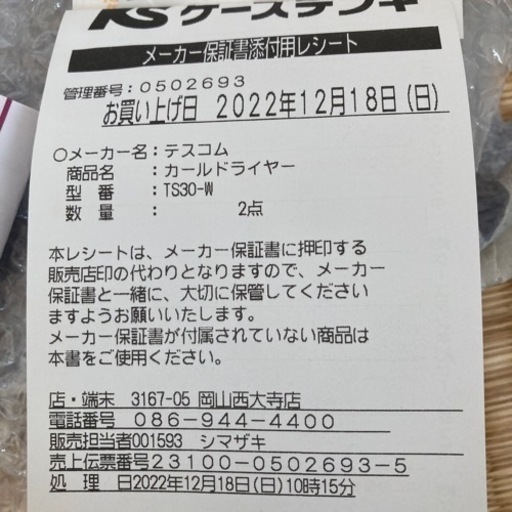 KSケーズデンキ
メーカー保証書添付用レシート
管理番号：0502693
お買い上げ日 2022年12月18日(日)
○メーカー名：テスコム
商品名 ：カールドライヤー
型 番 ：TS30-W
数 量 ： 2点
本レシートは、メーカー保証書に押印する
販売店印の代わりとなりますので、メーカー
保証書と一緒に、大切に保管してください
ますようお願いいたします。
メーカー保証書が付属されていない商品は
本書をご使用ください。
店・端末 3167-05 岡山西大寺店
電話番号 086-944-4400
販売担当者001593 シマザキ
売上伝票番号23100-0502693-5
処 理 日2022年12月18日(日)10時15分